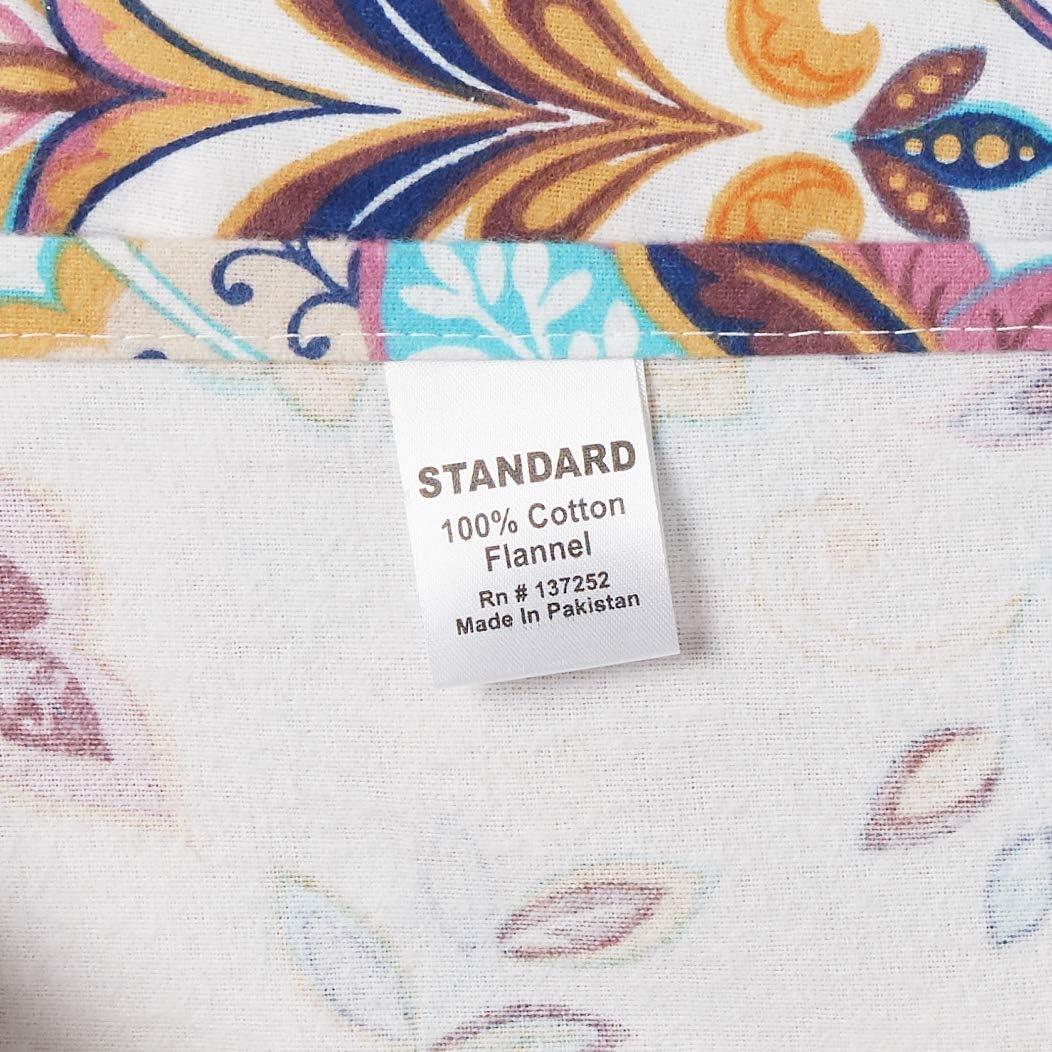 STANDARD
100% Cotton
Flannel
Rn # 137252
Made In Pakistan